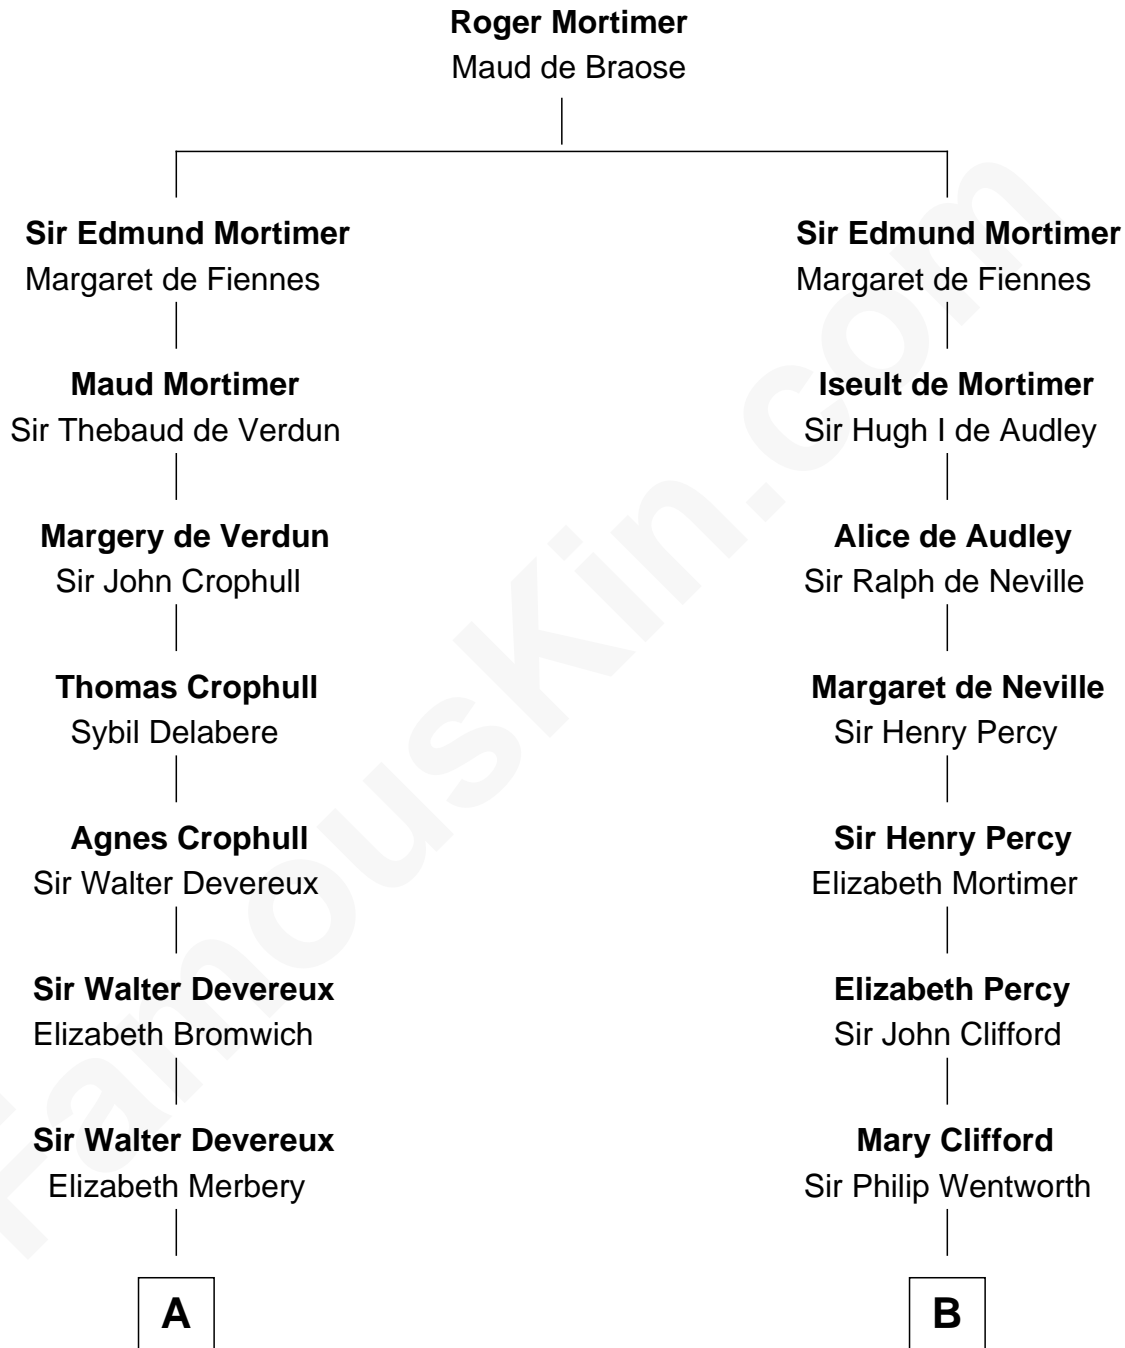 Roger Mortimer
Maud de Braose
Sir Edmund Mortimer
Margaret de Fiennes
Maud Mortimer
Sir Thebaud de Verdun
Margery de Verdun
Sir John Crophull
Thomas Crophull
Sybil Delabere
Agnes Crophull
Sir Walter Devereux
Sir Walter Devereux
Elizabeth Bromwich
Sir Walter Devereux
Elizabeth Merbery
A
Sir Edmund Mortimer
Margaret de Fiennes
Iseult de Mortimer
Sir Hugh I de Audley
Alice de Audley
Sir Ralph de Neville
Margaret de Neville
Sir Henry Percy
Sir Henry Percy
Elizabeth Mortimer
Elizabeth Percy
Sir John Clifford
Mary Clifford
Sir Philip Wentworth
B
FamousKin.com